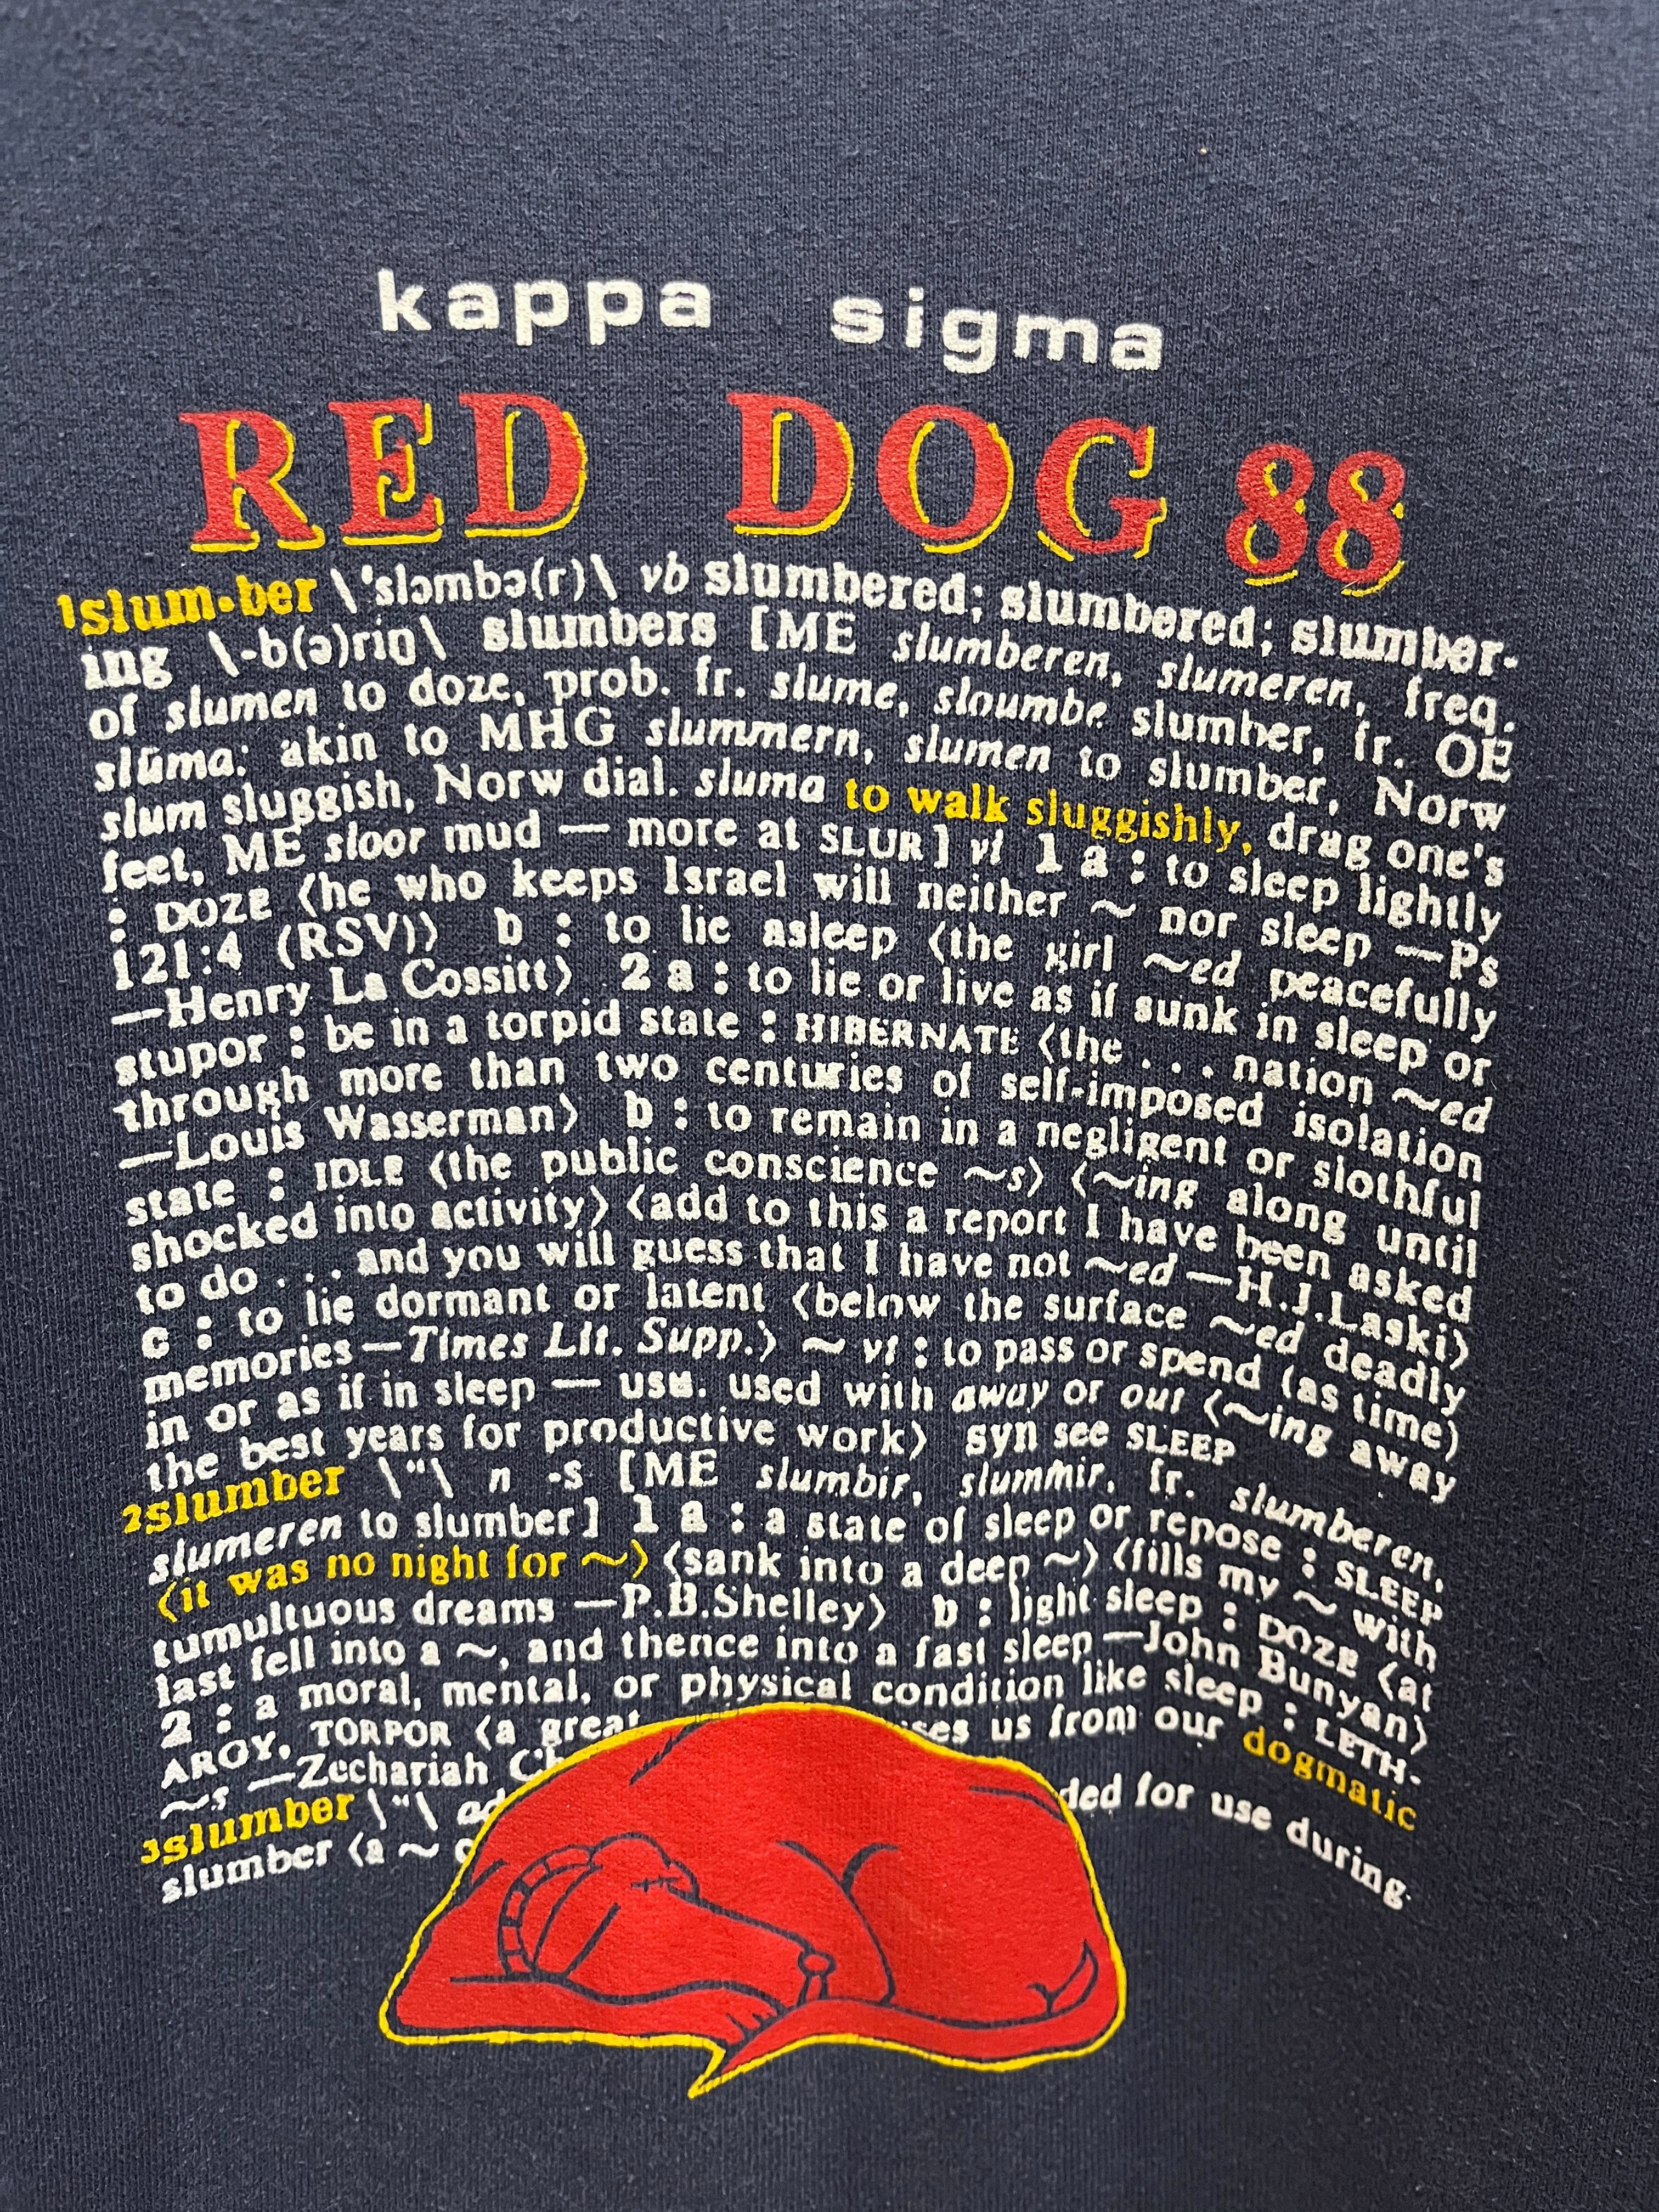 kappa sigma
RED DOG 88
¹slum·ber \ˈsləmbə(r)\ vb slumbered; slumbered; slumber-
ing \-b(ə)riŋ\ slumbers [ME slumberen, slumeren, freq.
of slumen to doze, prob. fr. slume, sloumbe slumber, fr. OE
slūma; akin to MHG slummern, slumen to slumber, Norw
slum sluggish, Norw dial. sluma to walk sluggishly, drag one's
feet, ME sloor mud — more at SLUR] vi 1 a : to sleep lightly
: DOZE ⟨he who keeps Israel will neither ~ nor sleep —Ps
121:4 (RSV)⟩ b : to lie asleep ⟨the girl ~ed peacefully
—Henry La Cossitt⟩ 2 a : to lie or live as if sunk in sleep or
stupor : be in a torpid state : HIBERNATE ⟨the . . . nation ~ed
through more than two centuries of self-imposed isolation
—Louis Wasserman⟩ b : to remain in a negligent or slothful
state : IDLE ⟨the public conscience ~s⟩ ⟨~ing along until
shocked into activity⟩ ⟨add to this a report I have been asked
to do . . . and you will guess that I have not ~ed —H.J.Laski⟩
c : to lie dormant or latent ⟨below the surface ~ed deadly
memories—Times Lit. Supp.⟩ ~ vt : to pass or spend (as time)
in or as if in sleep — usu. used with away or out ⟨~ing away
the best years for productive work⟩ syn see SLEEP
²slumber \"\ n -s [ME slumbir, slummir, fr. slumberen,
slumeren to slumber] 1 a : a state of sleep or repose : SLEEP
⟨it was no night for ~⟩ ⟨sank into a deep ~⟩ ⟨fills my ~ with
tumultuous dreams —P.B.Shelley⟩ b : light sleep : DOZE ⟨at
last fell into a ~, and thence into a fast sleep —John Bunyan⟩
2 : a moral, mental, or physical condition like sleep : LETH-
ARGY, TORPOR ⟨a great us from our dogmatic
~s —Zechariah
³slumber \"\ for use during
slumber ⟨a ~